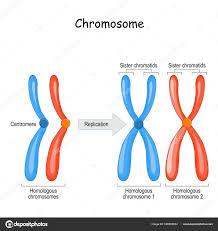 Chromosome
Sister chromatids Sister chromatids
Centromere
Replication
Homologous
chromosomes
Homologous
chromosome 1
Homologous
chromosome 2
depositphotos